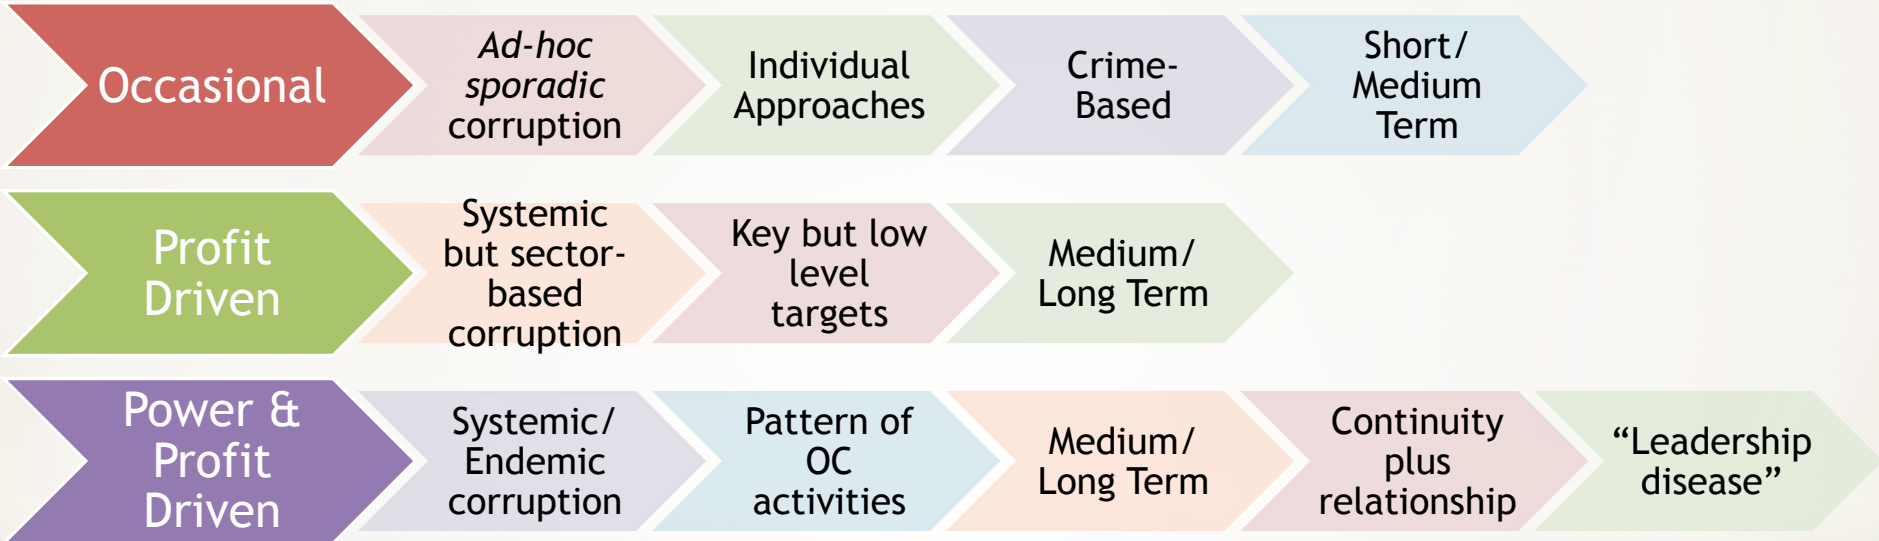 Occasional
Ad-hoc
sporadic
corruption
Individual
Approaches
Crime-
Based
Short/
Medium
Term
Profit
Driven
Systemic
but sector-
based
corruption
Key but low
level
targets
Medium/
Long Term
Power &
Profit
Driven
Systemic/
Endemic
corruption
Pattern of
OC
activities
Medium/
Long Term
Continuity
plus
relationship
“Leadership
disease”